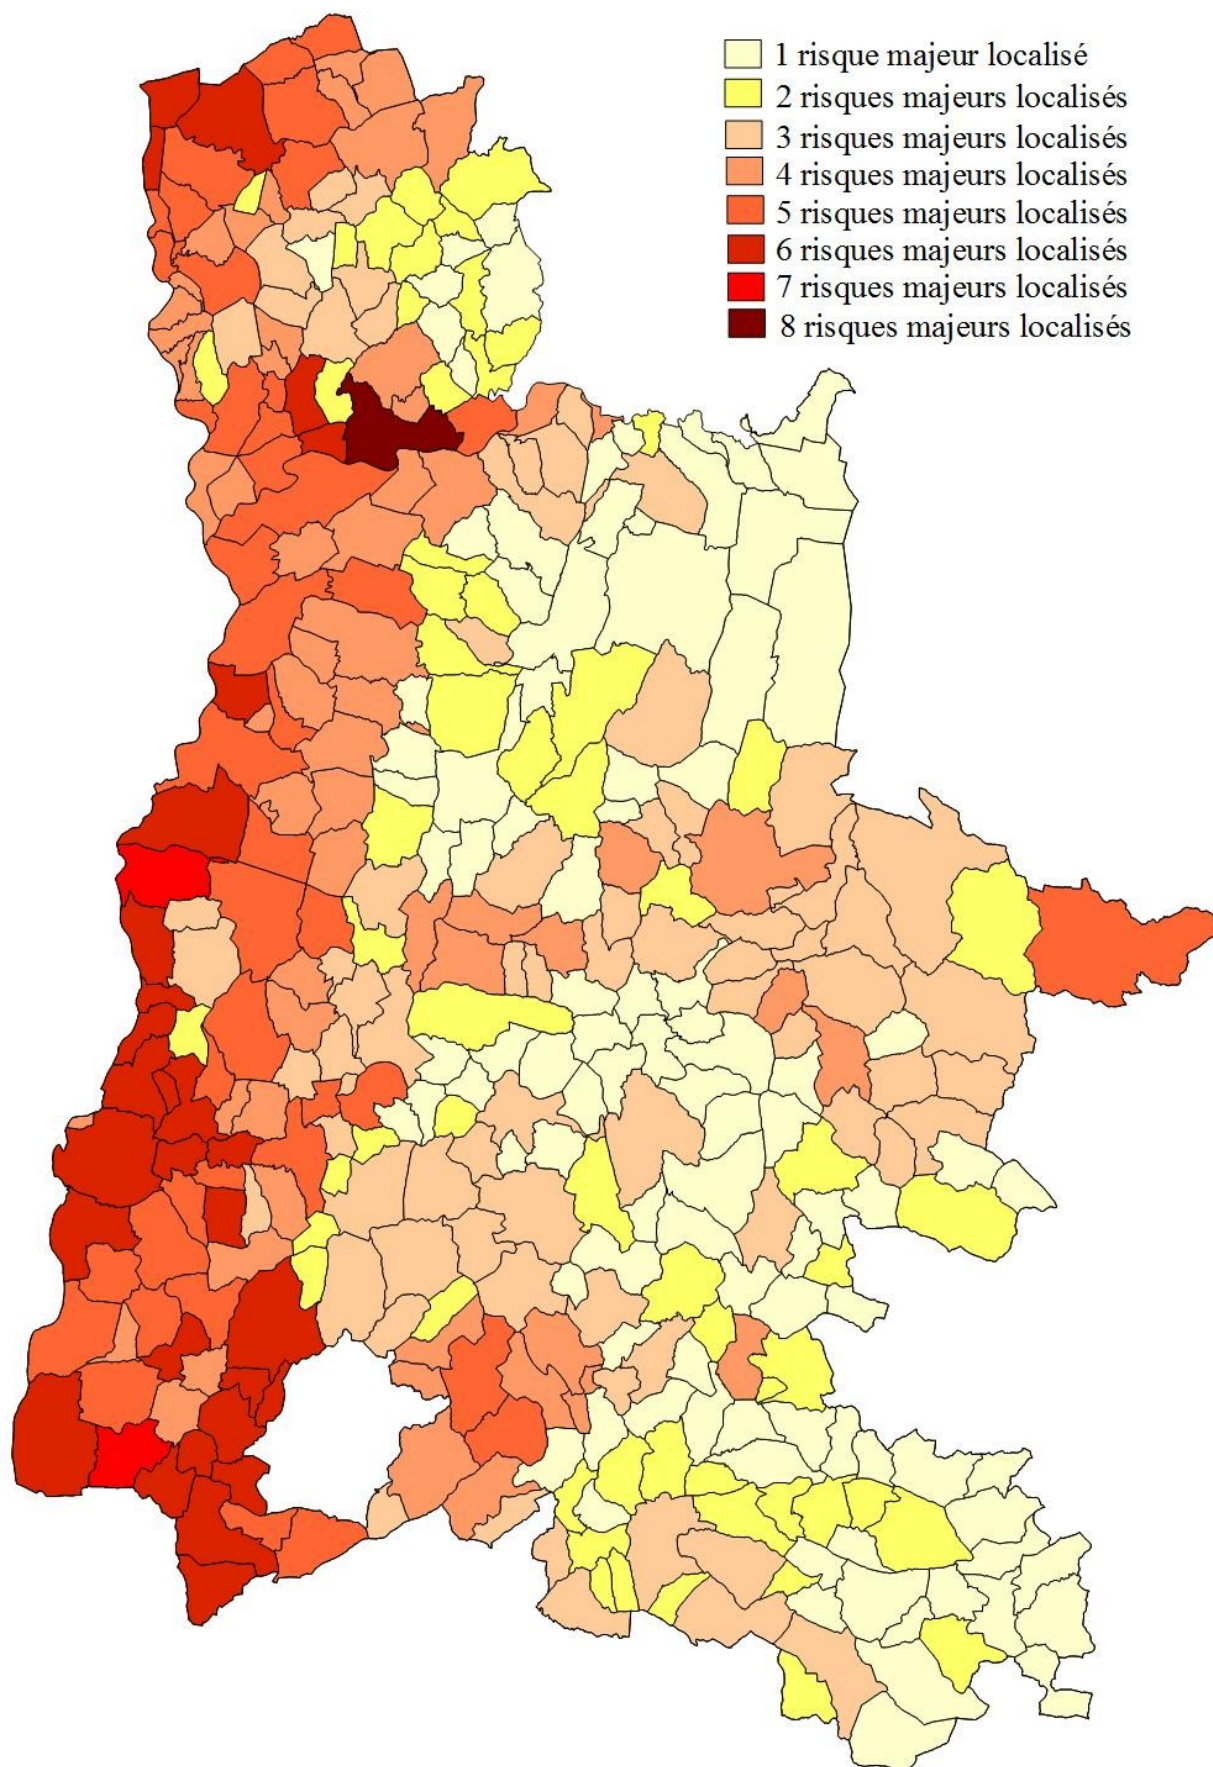 1 risque majeur localisé
2 risques majeurs localisés
3 risques majeurs localisés
4 risques majeurs localisés
5 risques majeurs localisés
6 risques majeurs localisés
7 risques majeurs localisés
8 risques majeurs localisés